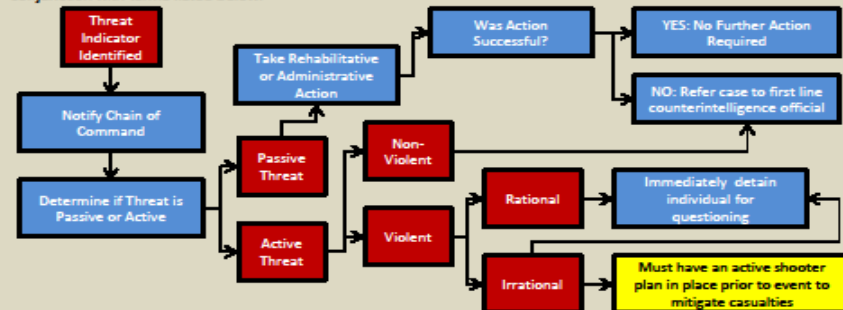 Threat
Indicator
Identified
Notify Chain of
Command
Determine if Threat is
Passive or Active
Passive
Threat
Active
Threat
Take Rehabilitative
or Administrative
Action
Was Action
Successful?
YES: No Further Action
Required
NO: Refer case to first line
counterintelligence official
Non-
Violent
Violent
Rational
Irrational
Immediately detain
individual for
questioning
Must have an active shooter
plan in place prior to event to
mitigate casualties